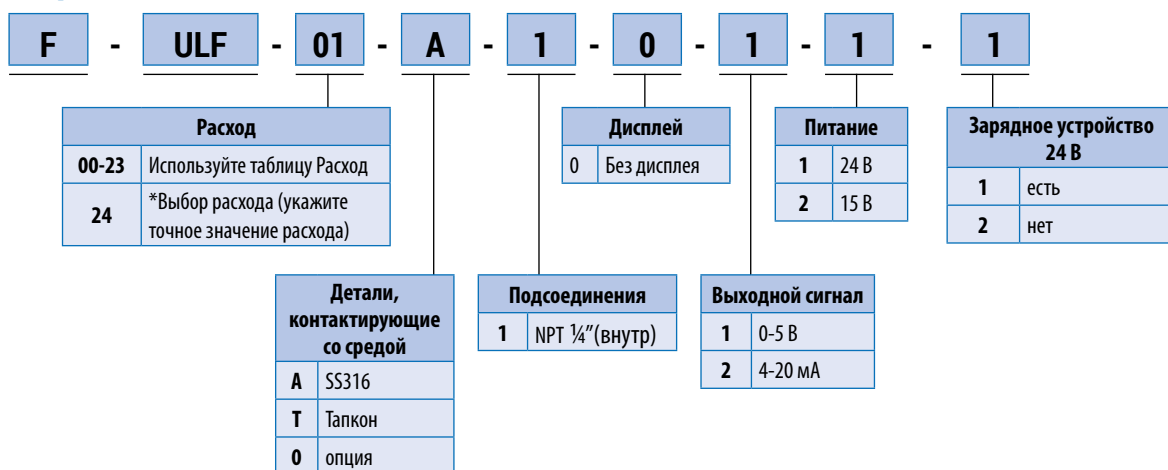 F - ULF - 01 - A - 1 - 0 - 1 - 1 - 1
Расход
00-23 Используйте таблицу Расход
24 *Выбор расхода (укажите
точное значение расхода)
Дисплей
0 Без дисплея
Питание
1 24 В
2 15 В
Зарядное устройство
24 В
1 есть
2 нет
Детали,
контактирующие
со средой
A SS316
T Тапкон
0 опция
Подсоединения
1 NPT ¼”(внутр)
Выходной сигнал
1 0-5 В
2 4-20 мА